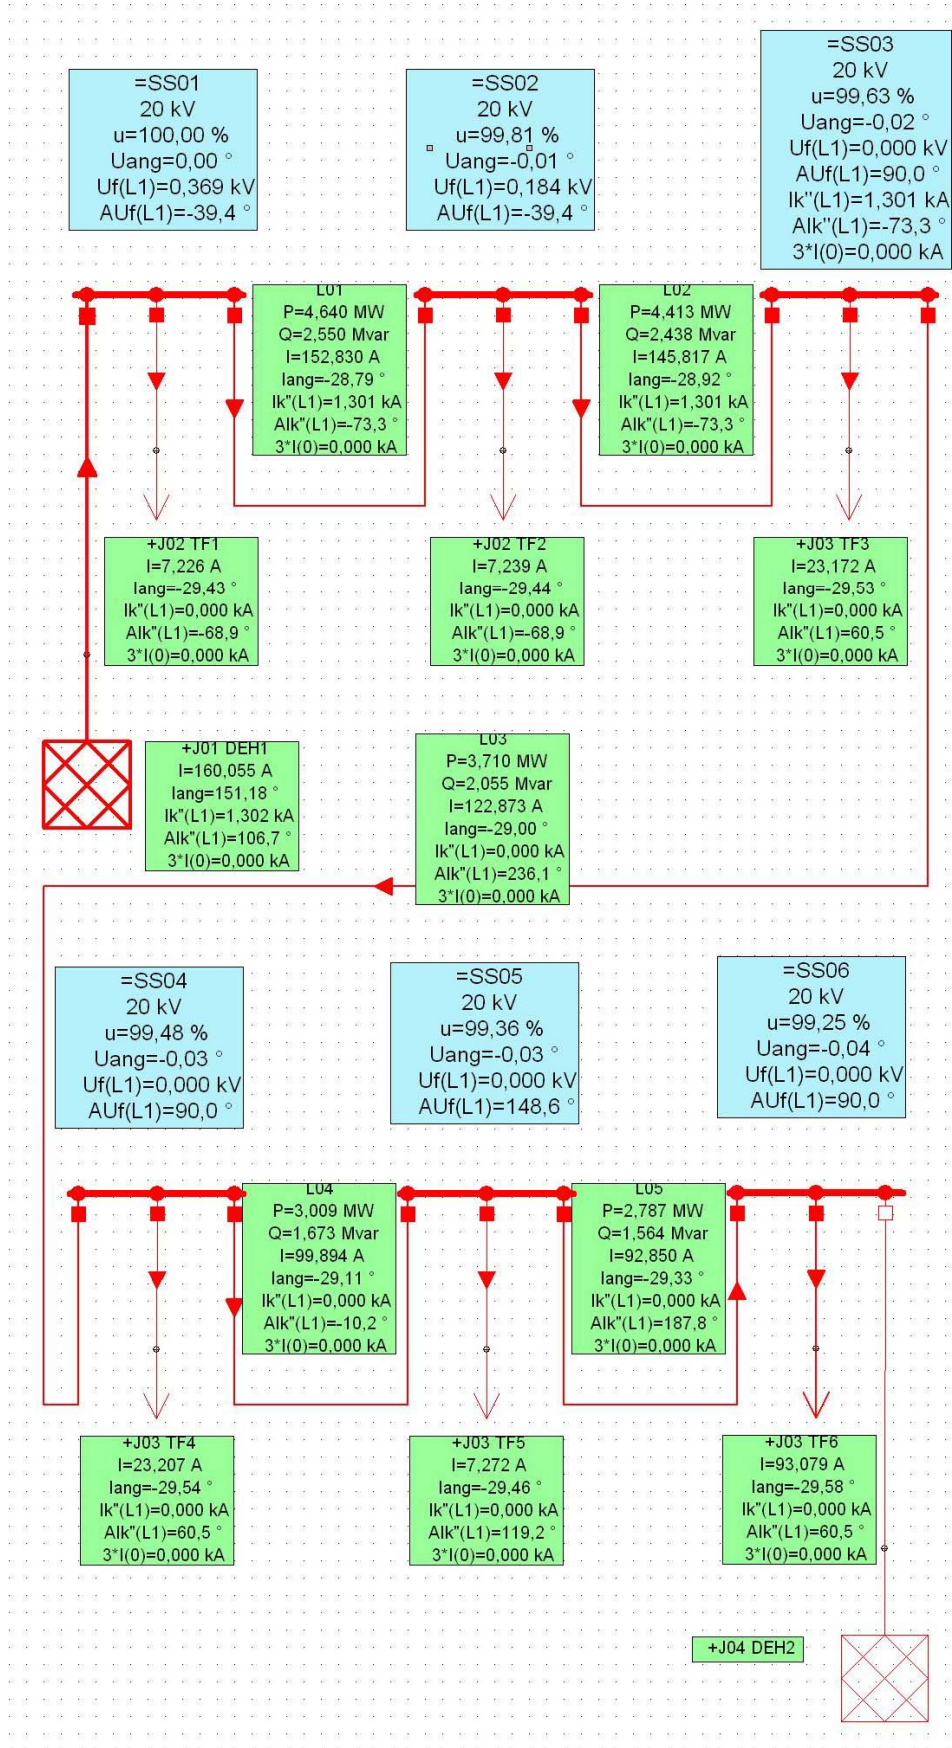 =SS01
20 kV
u=100,00 %
Uang=0,00 °
Uf(L1)=0,369 kV
AUf(L1)=-39,4 °
=SS02
20 kV
u=99,81 %
Uang=-0,01 °
Uf(L1)=0,184 kV
AUf(L1)=-39,4 °
=SS03
20 kV
u=99,63 %
Uang=-0,02 °
Uf(L1)=0,000 kV
AUf(L1)=90,0 °
Ik"(L1)=1,301 kA
AIk"(L1)=-73,3 °
3*I(0)=0,000 kA
L01
P=4,640 MW
Q=2,550 Mvar
I=152,830 A
Iang=-28,79 °
Ik"(L1)=1,301 kA
AIk"(L1)=-73,3 °
3*I(0)=0,000 kA
L02
P=4,413 MW
Q=2,438 Mvar
I=145,817 A
Iang=-28,92 °
Ik"(L1)=1,301 kA
AIk"(L1)=-73,3 °
3*I(0)=0,000 kA
+J02 TF1
I=7,226 A
Iang=-29,43 °
Ik"(L1)=0,000 kA
AIk"(L1)=-68,9 °
3*I(0)=0,000 kA
+J02 TF2
I=7,239 A
Iang=-29,44 °
Ik"(L1)=0,000 kA
AIk"(L1)=-68,9 °
3*I(0)=0,000 kA
+J03 TF3
I=23,172 A
Iang=-29,53 °
Ik"(L1)=0,000 kA
AIk"(L1)=60,5 °
3*I(0)=0,000 kA
+J01 DEH1
I=160,055 A
Iang=151,18 °
Ik"(L1)=1,302 kA
AIk"(L1)=106,7 °
3*I(0)=0,000 kA
L03
P=3,710 MW
Q=2,055 Mvar
I=122,873 A
Iang=-29,00 °
Ik"(L1)=0,000 kA
AIk"(L1)=236,1 °
3*I(0)=0,000 kA
=SS04
20 kV
u=99,48 %
Uang=-0,03 °
Uf(L1)=0,000 kV
AUf(L1)=90,0 °
=SS05
20 kV
u=99,36 %
Uang=-0,03 °
Uf(L1)=0,000 kV
AUf(L1)=148,6 °
=SS06
20 kV
u=99,25 %
Uang=-0,04 °
Uf(L1)=0,000 kV
AUf(L1)=90,0 °
L04
P=3,009 MW
Q=1,673 Mvar
I=99,894 A
Iang=-29,11 °
Ik"(L1)=0,000 kA
AIk"(L1)=-10,2 °
3*I(0)=0,000 kA
L05
P=2,787 MW
Q=1,564 Mvar
I=92,850 A
Iang=-29,33 °
Ik"(L1)=0,000 kA
AIk"(L1)=187,8 °
3*I(0)=0,000 kA
+J03 TF4
I=23,207 A
Iang=-29,54 °
Ik"(L1)=0,000 kA
AIk"(L1)=60,5 °
3*I(0)=0,000 kA
+J03 TF5
I=7,272 A
Iang=-29,46 °
Ik"(L1)=0,000 kA
AIk"(L1)=119,2 °
3*I(0)=0,000 kA
+J03 TF6
I=93,079 A
Iang=-29,58 °
Ik"(L1)=0,000 kA
AIk"(L1)=60,5 °
3*I(0)=0,000 kA
+J04 DEH2